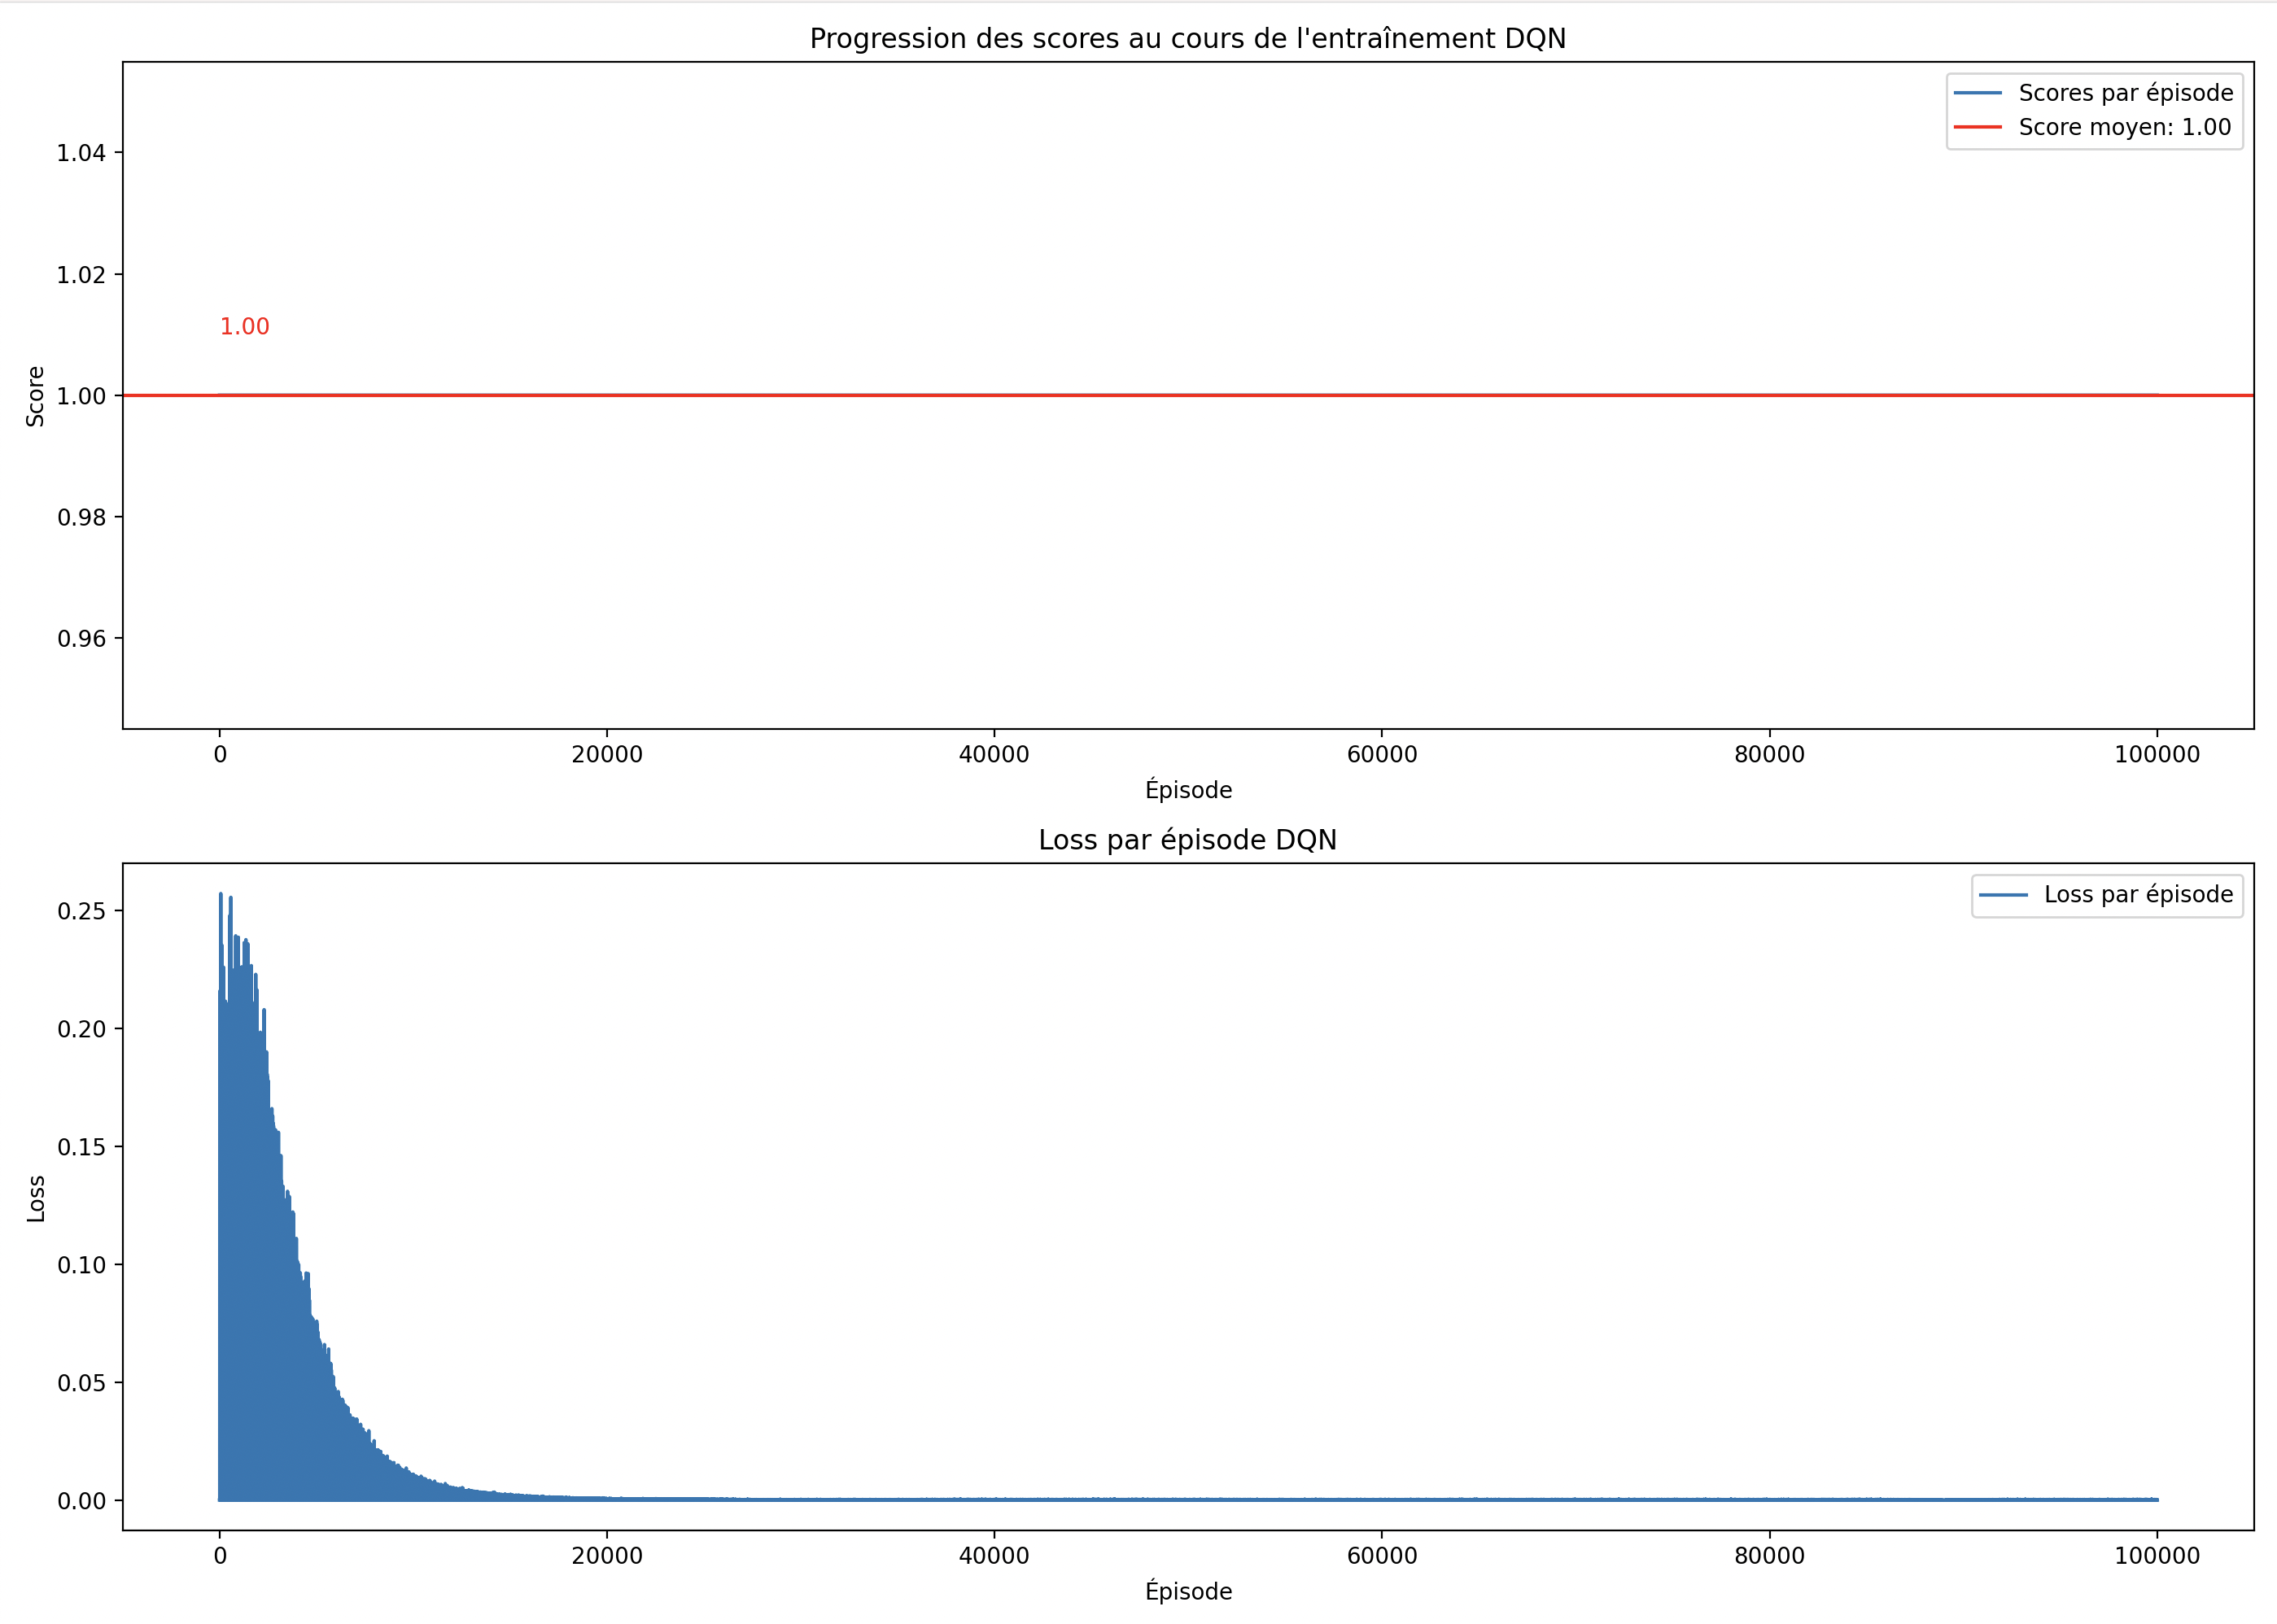 Progression des scores au cours de l'entraînement DQN
Scores par épisode
Score moyen: 1.00
1.04
1.02
1.00
1.00
0.98
0.96
Score
0
20000
40000
60000
80000
100000
Épisode
Loss par épisode DQN
Loss par épisode
0.25
0.20
0.15
0.10
0.05
0.00
Loss
0
20000
40000
60000
80000
100000
Épisode